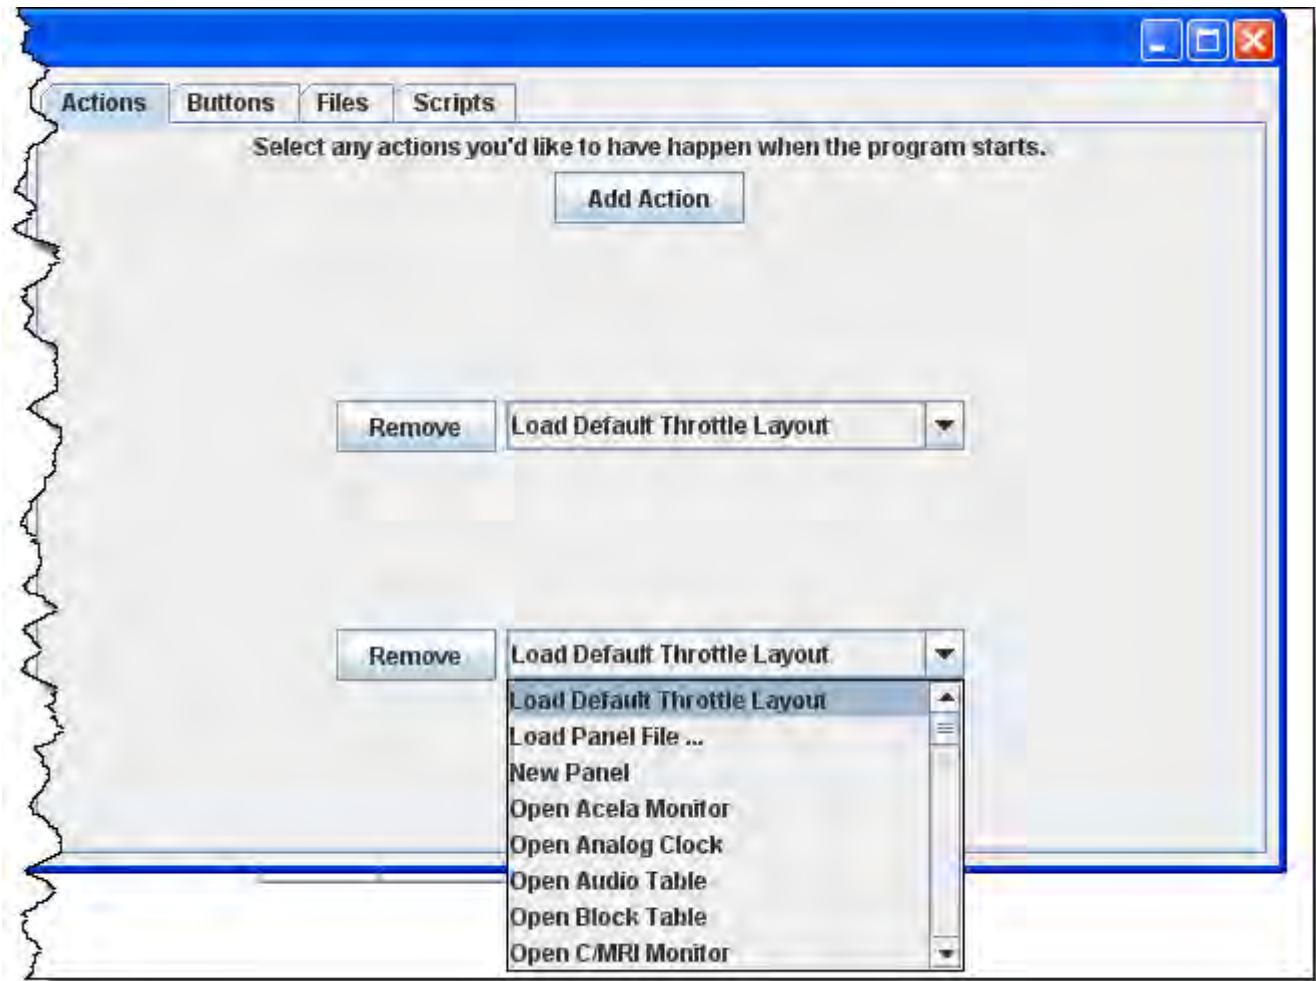 Actions Buttons Files Scripts
Select any actions you'd like to have happen when the program starts.
Add Action
Remove Load Default Throttle Layout
Remove Load Default Throttle Layout
Load Default Throttle Layout
Load Panel File ...
New Panel
Open Acela Monitor
Open Analog Clock
Open Audio Table
Open Block Table
Open C/MRI Monitor